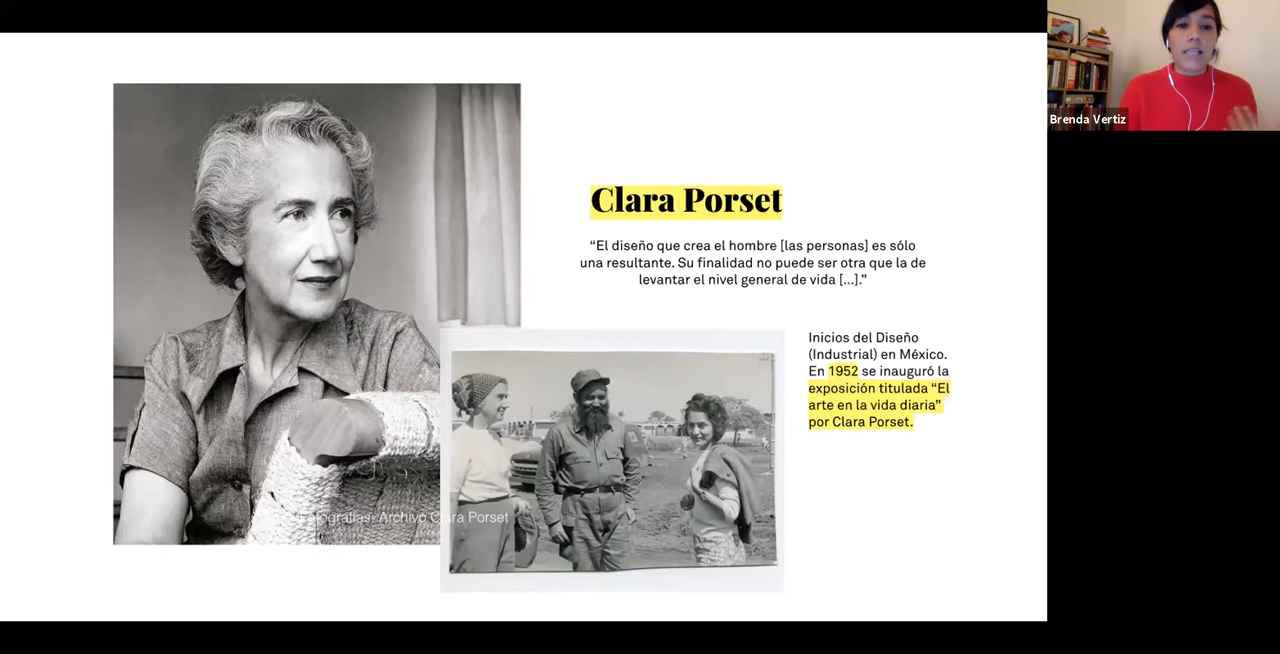 Clara Porset
“El diseño que crea el hombre [las personas] es sólo
una resultante. Su finalidad no puede ser otra que la de
levantar el nivel general de vida [...].”
Inicios del Diseño
(Industrial) en México.
En 1952 se inauguró la
exposición titulada “El
arte en la vida diaria”
por Clara Porset.
Fotografías: Archivo Clara Porset
Brenda Vertiz